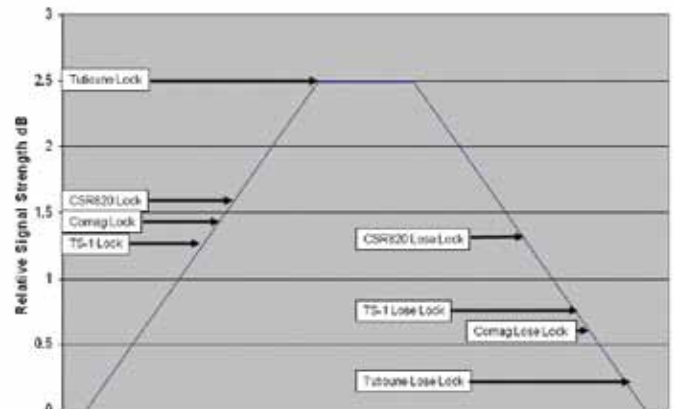 3
Tutioune Lock
2.5
2
CSR820 Lock
Comag Lock
1.5
TS-1 Lock
CSR820 Lose Lock
1
TS-1 Lose Lock
Comag Lose Lock
0.5
Tutioune Lose Lock
0
Relative Signal Strength dB